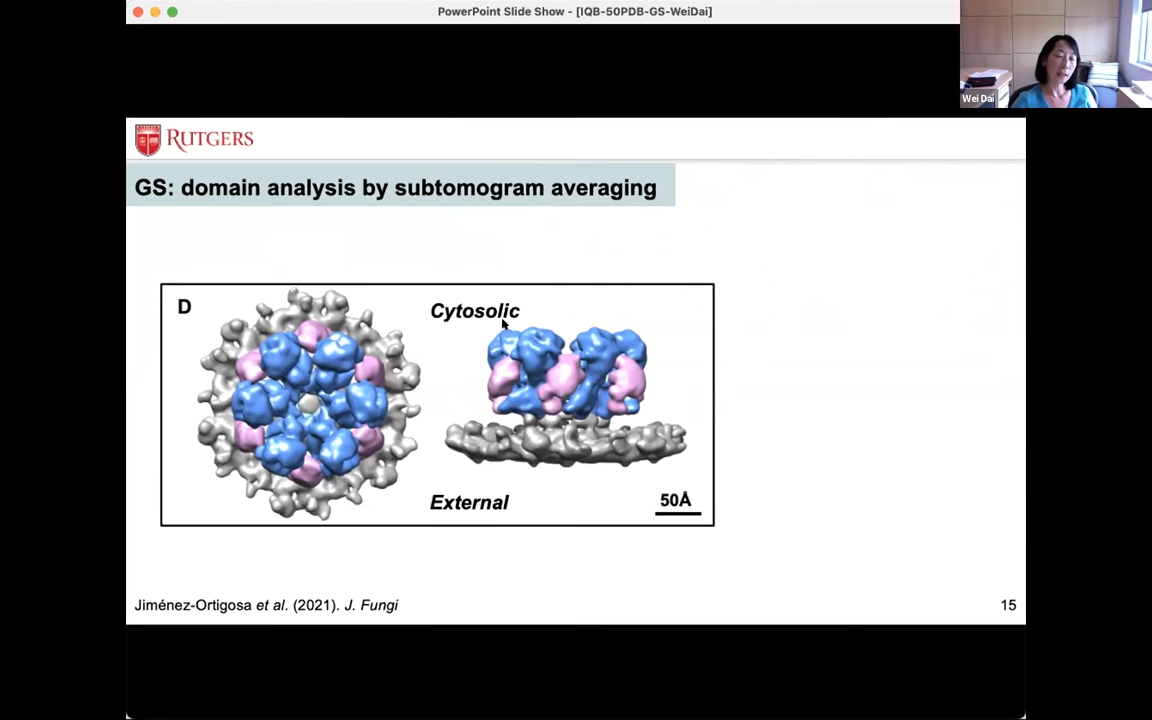 PowerPoint Slide Show - [IQB-50PDB-GS-WeiDai]
Wei Dai
RUTGERS
GS: domain analysis by subtomogram averaging
D
Cytosolic
External
50Å
Jiménez-Ortigosa et al. (2021). J. Fungi
15